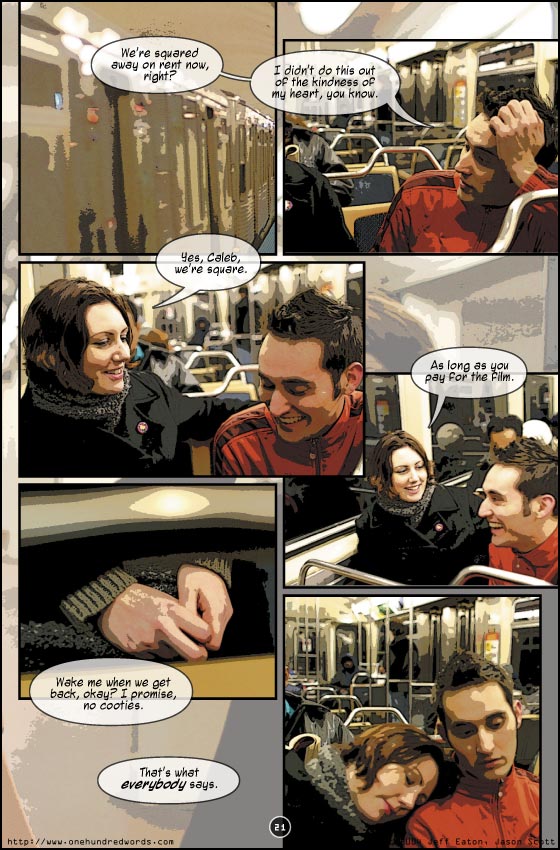 We're squared
away on rent now,
right?
I didn't do this out
of the kindness of
my heart, you know.
Yes, Caleb,
we're square.
As long as you
pay for the film.
Wake me when we get
back, okay? I promise,
no cooties.
That's what
everybody says.
21
http://www.onehundredwords.com
Jeff Eaton, Jason Scott